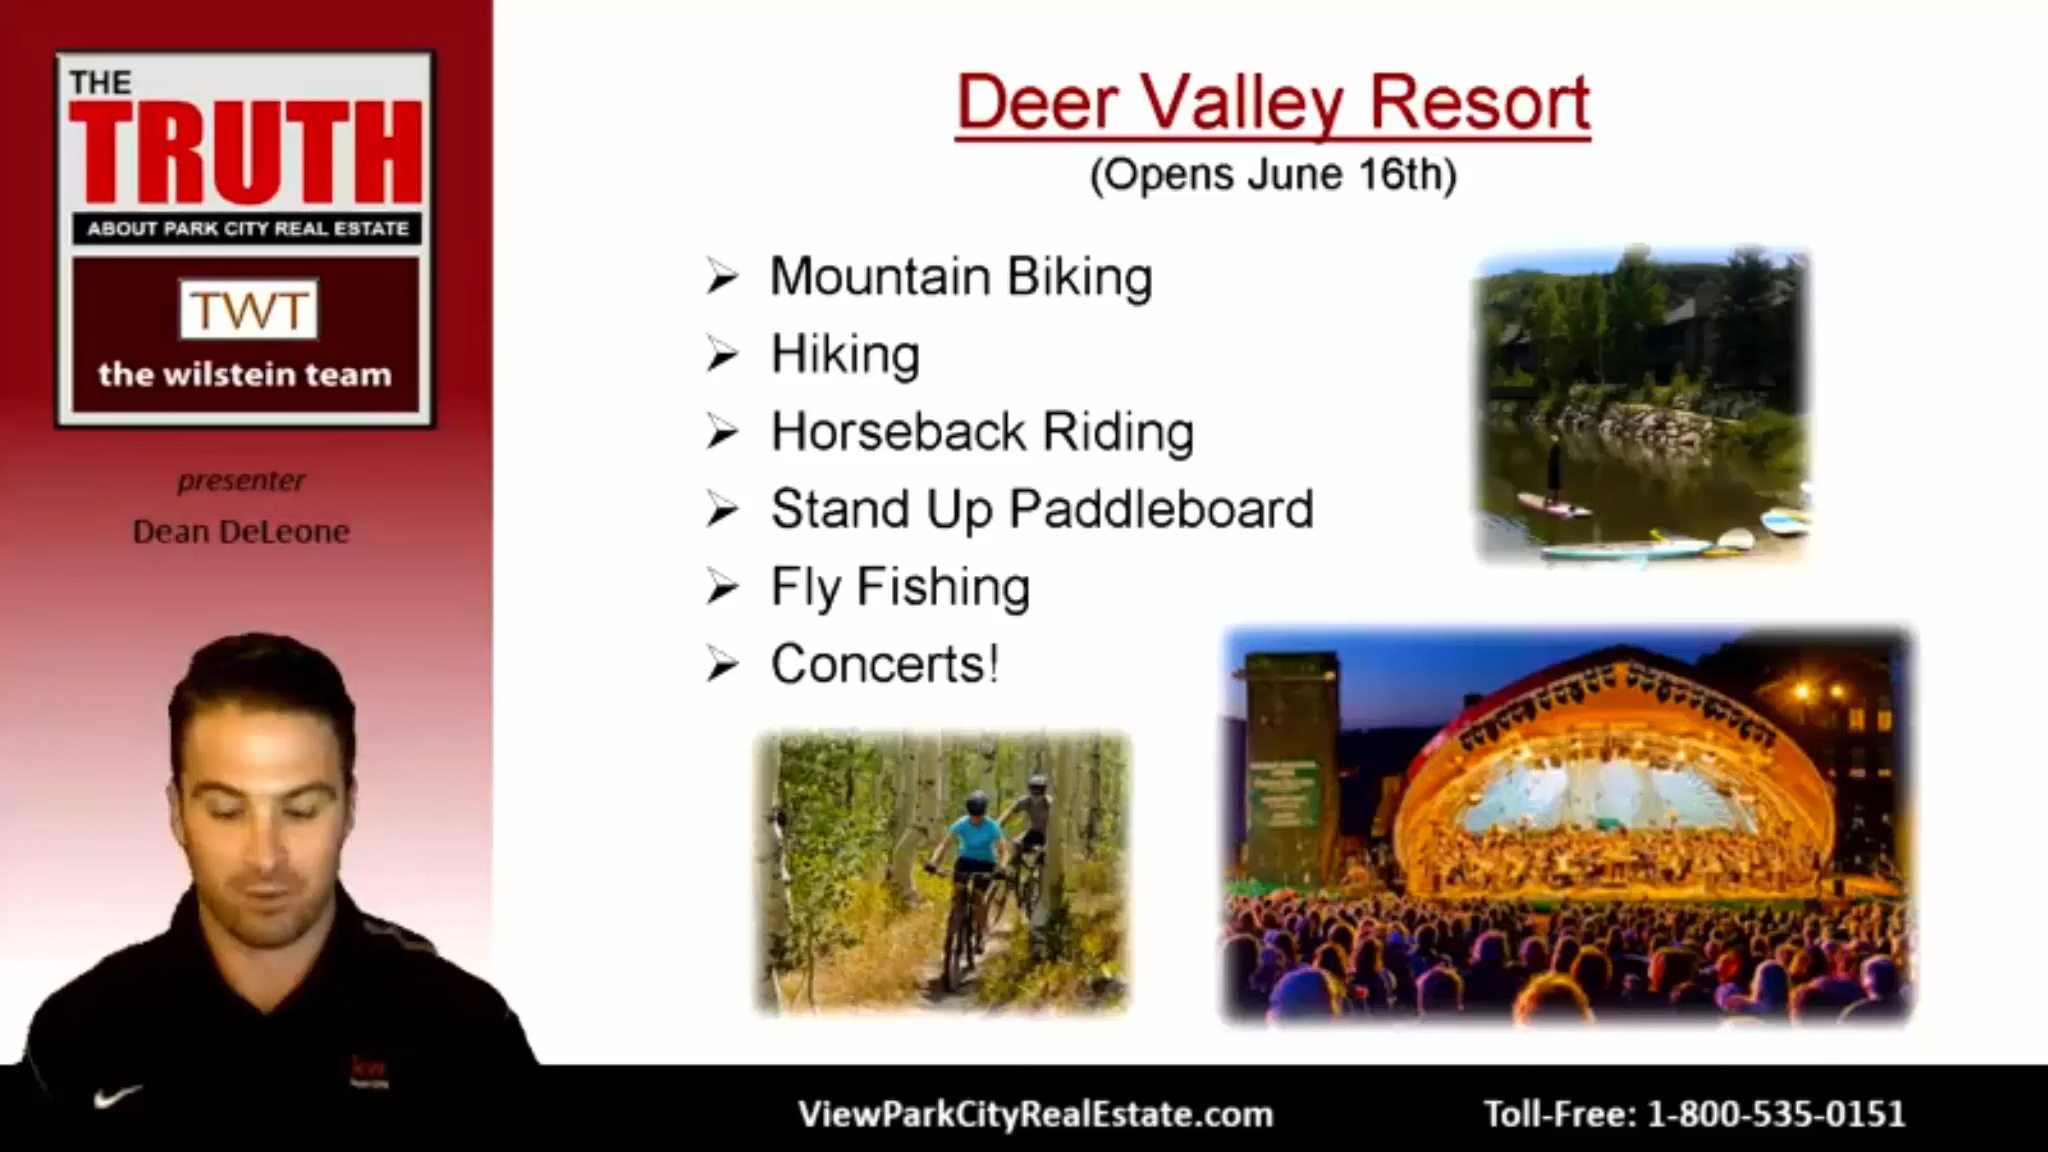 THE
TRUTH
ABOUT PARK CITY REAL ESTATE
TWT
the wilstein team
presenter
Dean DeLeone
Deer Valley Resort
(Opens June 16th)
Mountain Biking
Hiking
Horseback Riding
Stand Up Paddleboard
Fly Fishing
Concerts!
kw
ViewParkCityRealEstate.com
Toll-Free: 1-800-535-0151